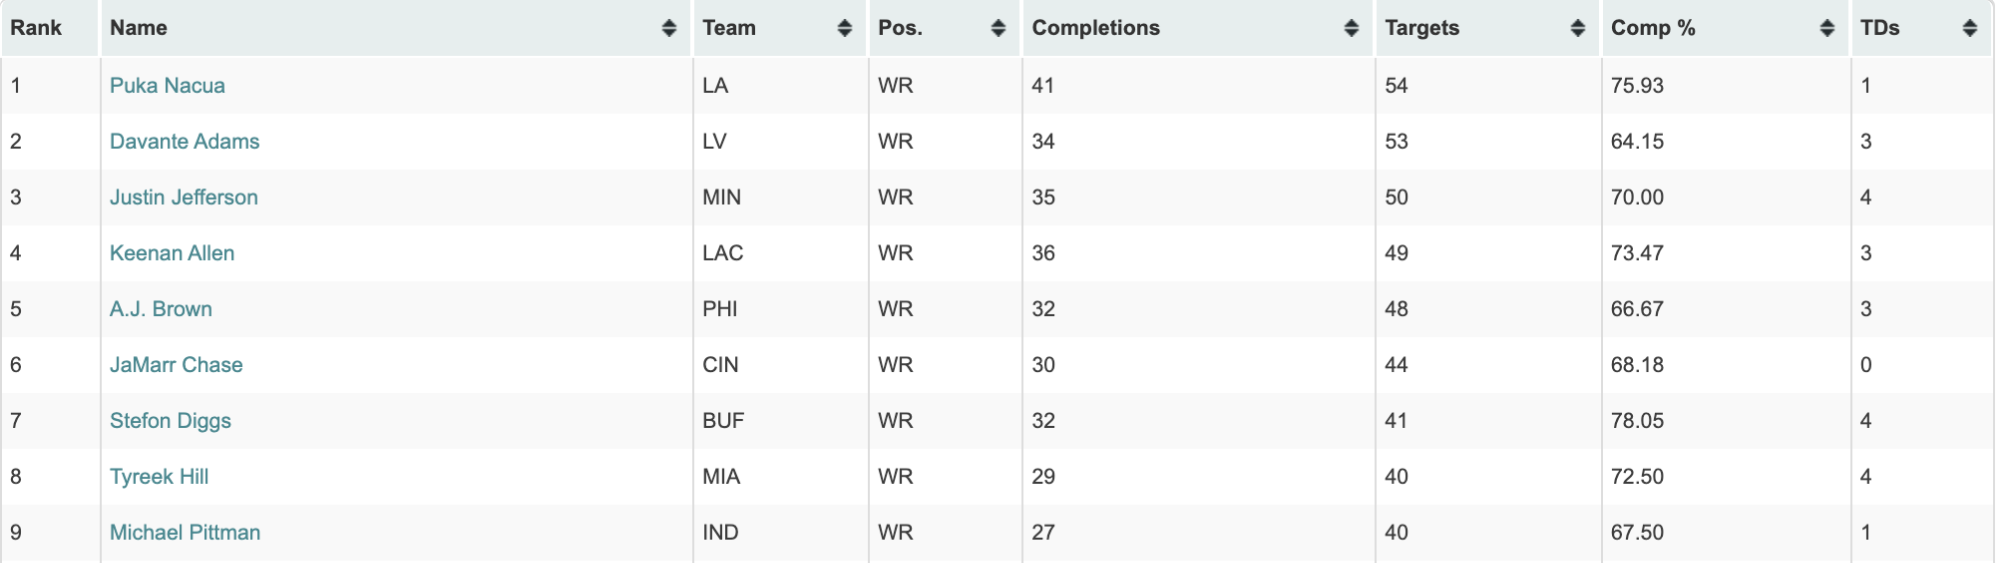 Rank Name Team Pos. Completions Targets Comp % TDs
1 Puka Nacua LA WR 41 54 75.93 1
2 Davante Adams LV WR 34 53 64.15 3
3 Justin Jefferson MIN WR 35 50 70.00 4
4 Keenan Allen LAC WR 36 49 73.47 3
5 A.J. Brown PHI WR 32 48 66.67 3
6 JaMarr Chase CIN WR 30 44 68.18 0
7 Stefon Diggs BUF WR 32 41 78.05 4
8 Tyreek Hill MIA WR 29 40 72.50 4
9 Michael Pittman IND WR 27 40 67.50 1